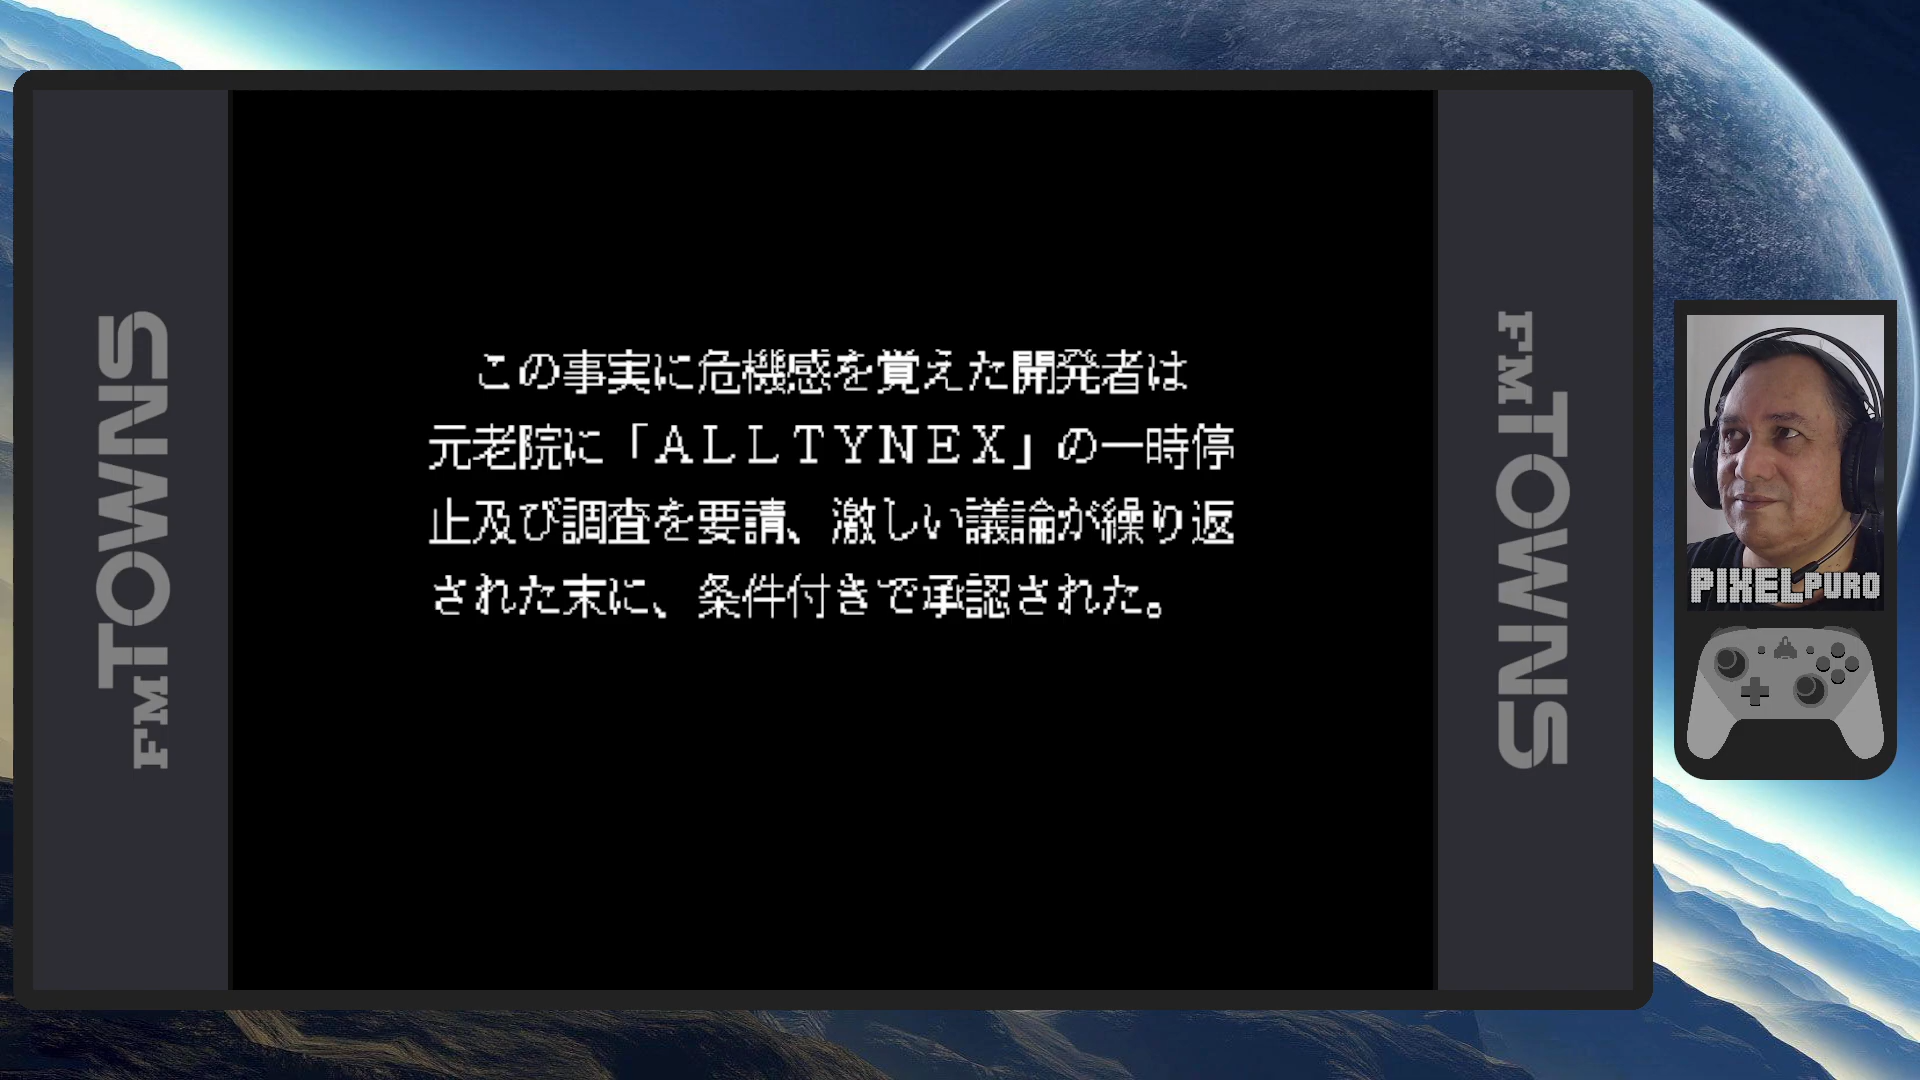 FM TOWNS
この事実に危機感を覚えた開発者は
元老院に「ＡＬＬＴＹＮＥＸ」の一時停
止及び調査を要請、激しい議論が繰り返
された末に、条件付きで承認された。
FM TOWNS
PIXELPURO